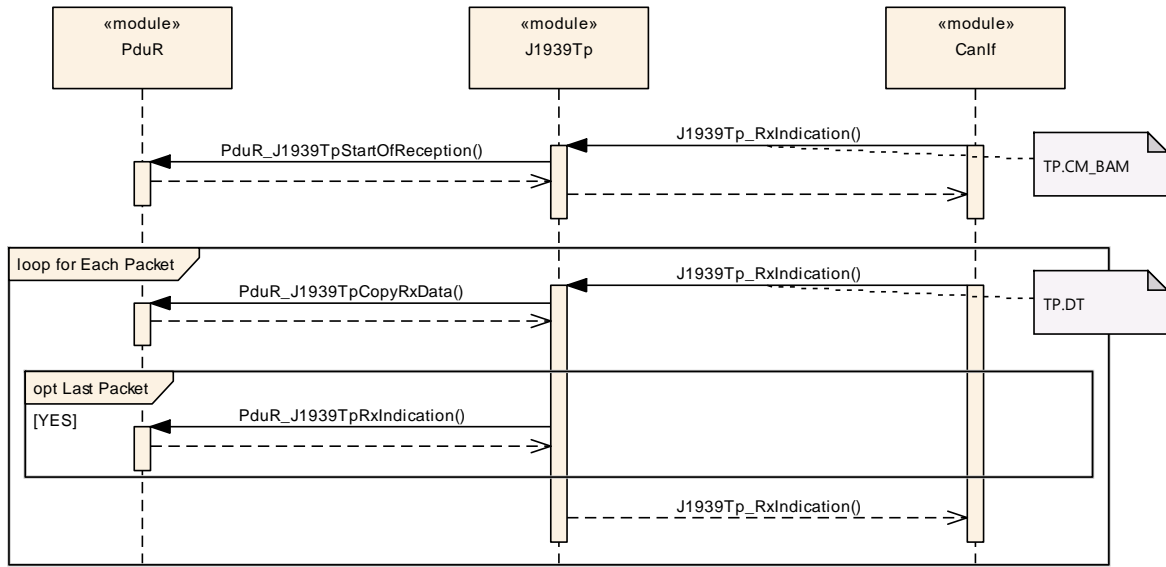 «module»
PduR
«module»
J1939Tp
«module»
CanIf
J1939Tp_RxIndication()
PduR_J1939TpStartOfReception()
TP.CM_BAM
loop for Each Packet
J1939Tp_RxIndication()
PduR_J1939TpCopyRxData()
TP.DT
opt Last Packet
[YES]
PduR_J1939TpRxIndication()
J1939Tp_RxIndication()